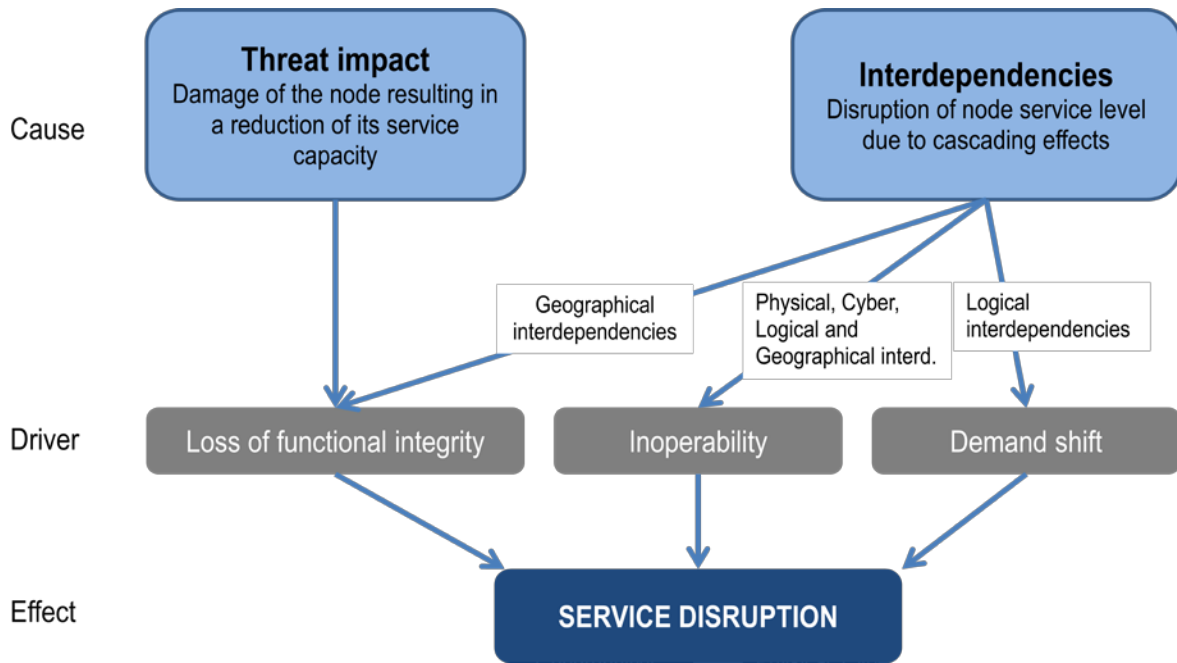 Cause
Threat impact
Damage of the node resulting in
a reduction of its service
capacity
Interdependencies
Disruption of node service level
due to cascading effects
Geographical
interdependencies
Physical, Cyber,
Logical and
Geographical interd.
Logical
interdependencies
Driver
Loss of functional integrity
Inoperability
Demand shift
Effect
SERVICE DISRUPTION